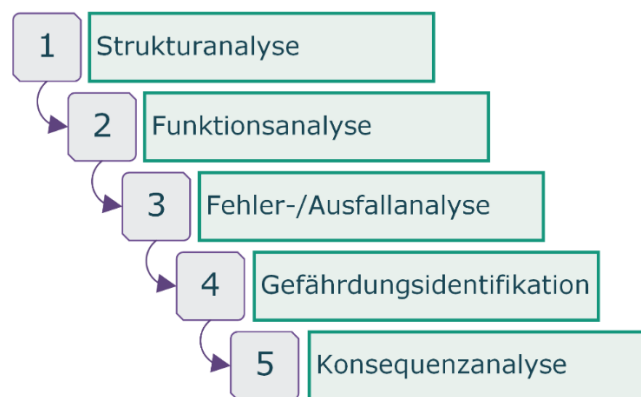 1 Strukturanalyse
2 Funktionsanalyse
3 Fehler-/Ausfallanalyse
4 Gefährdungsidentifikation
5 Konsequenzanalyse